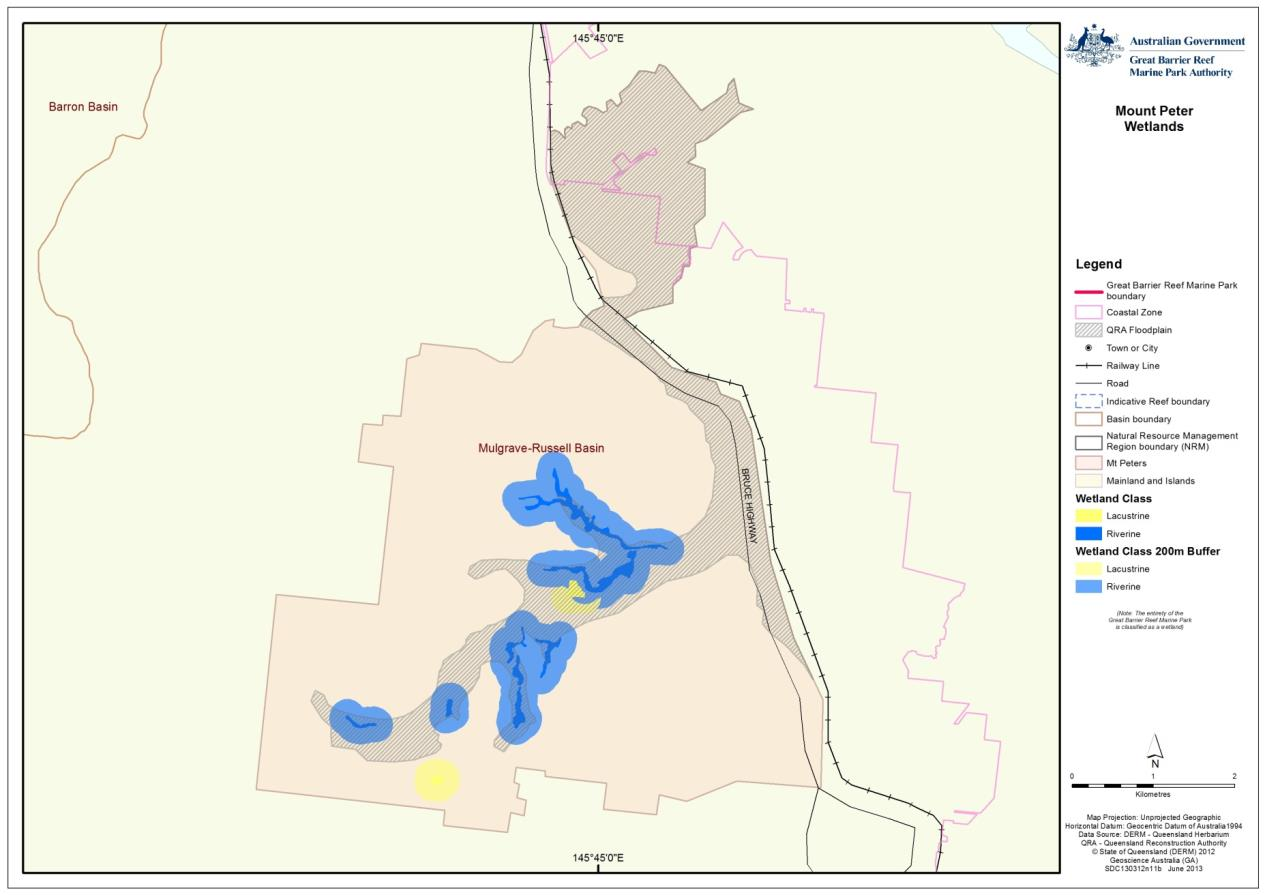 145°45'0"E
Barron Basin
Mulgrave-Russell Basin
BRUCE HIGHWAY
145°45'0"E
Australian Government
Great Barrier Reef
Marine Park Authority
Mount Peter
Wetlands
Legend
Great Barrier Reef Marine Park
boundary
Coastal Zone
QRA Floodplain
Town or City
Railway Line
Road
Indicative Reef boundary
Basin boundary
Natural Resource Management
Region boundary (NRM)
Mt Peters
Mainland and Islands
Wetland Class
Lacustrine
Riverine
Wetland Class 200m Buffer
Lacustrine
Riverine
(Note: The entirety of the
Great Barrier Reef Marine Park
is classified as a wetland)
N
0 1 2
Kilometres
Map Projection: Unprojected Geographic
Horizontal Datum: Geocentric Datum of Australia1994
Data Source: DERM - Queensland Herbarium
QRA - Queensland Reconstruction Authority
© State of Queensland (DERM) 2012
Geoscience Australia (GA)
SDC130312n11b June 2013